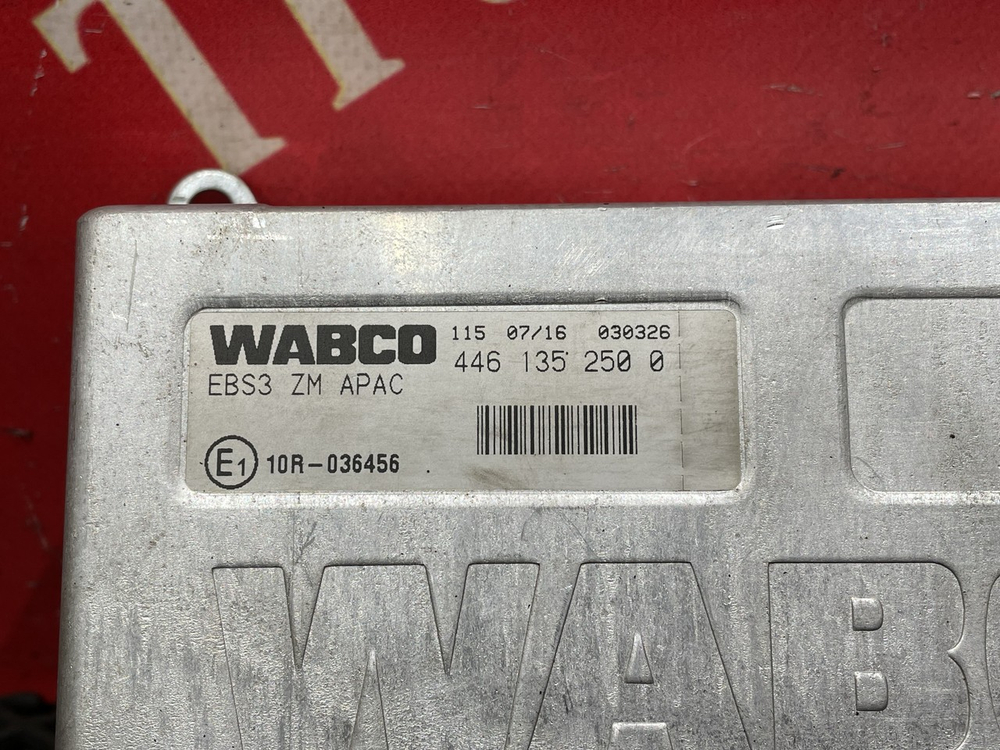 WABCO 115 07/16 030326
446 135 250 0
EBS3 ZM APAC
E1 10R-036456
WABC